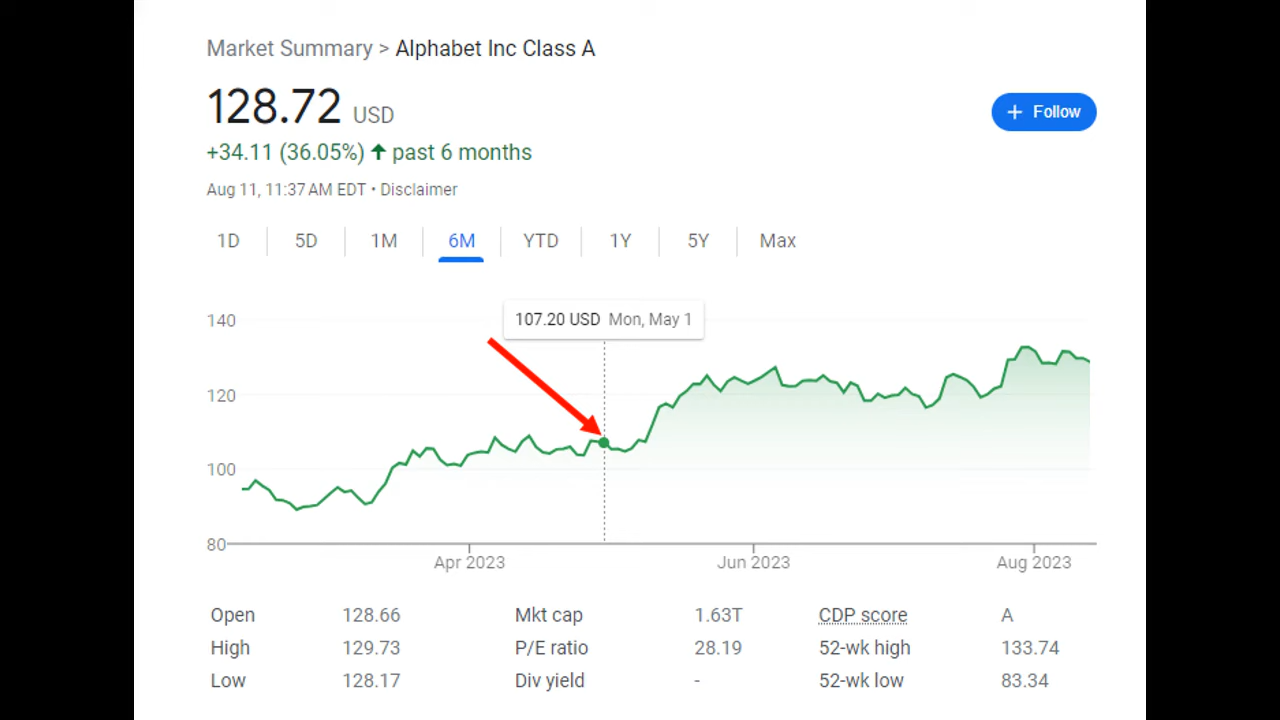 Market Summary > Alphabet Inc Class A
128.72 USD
+ Follow
+34.11 (36.05%) ↑ past 6 months
Aug 11, 11:37 AM EDT • Disclaimer
1D 5D 1M 6M YTD 1Y 5Y Max
107.20 USD Mon, May 1
140
120
100
80
Apr 2023 Jun 2023 Aug 2023
Open 128.66 Mkt cap 1.63T CDP score A
High 129.73 P/E ratio 28.19 52-wk high 133.74
Low 128.17 Div yield - 52-wk low 83.34